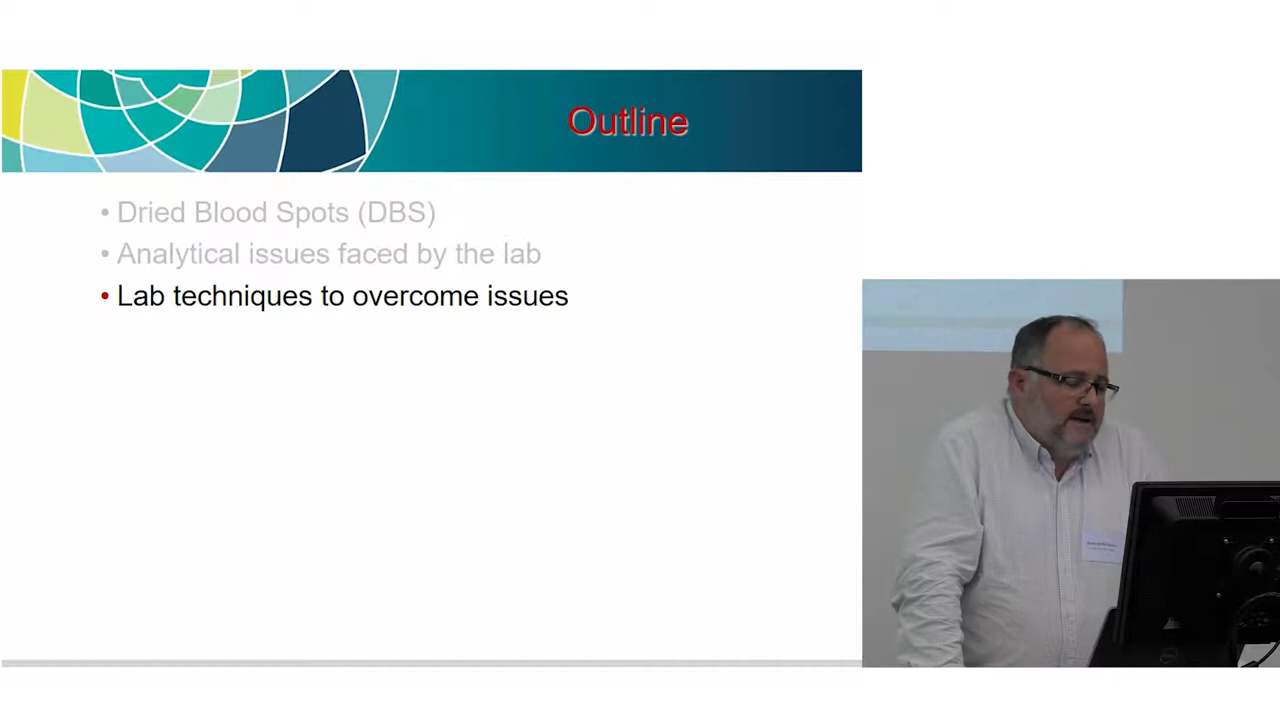 Outline
• Dried Blood Spots (DBS)
• Analytical issues faced by the lab
• Lab techniques to overcome issues